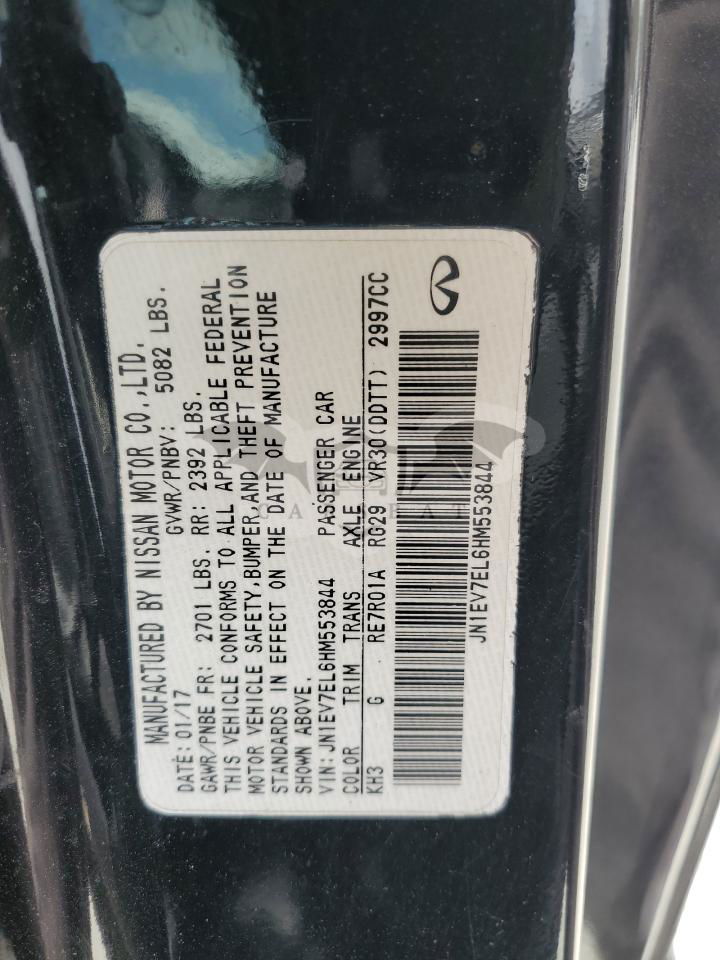 MANUFACTURED BY NISSAN MOTOR CO.,LTD.
DATE: 01/17 GVWR/PNBV: 5082 LBS.
GAWR/PNBE FR: 2701 LBS. RR: 2392 LBS.
THIS VEHICLE CONFORMS TO ALL APPLICABLE FEDERAL
MOTOR VEHICLE SAFETY,BUMPER,AND THEFT PREVENTION
STANDARDS IN EFFECT ON THE DATE OF MANUFACTURE
SHOWN ABOVE.
VIN: JN1EV7EL6HM553844 PASSENGER CAR
COLOR TRIM TRANS AXLE ENGINE
KH3 G RE7R01A RG29 VR30(DDTT) 2997CC
JN1EV7EL6HM553844